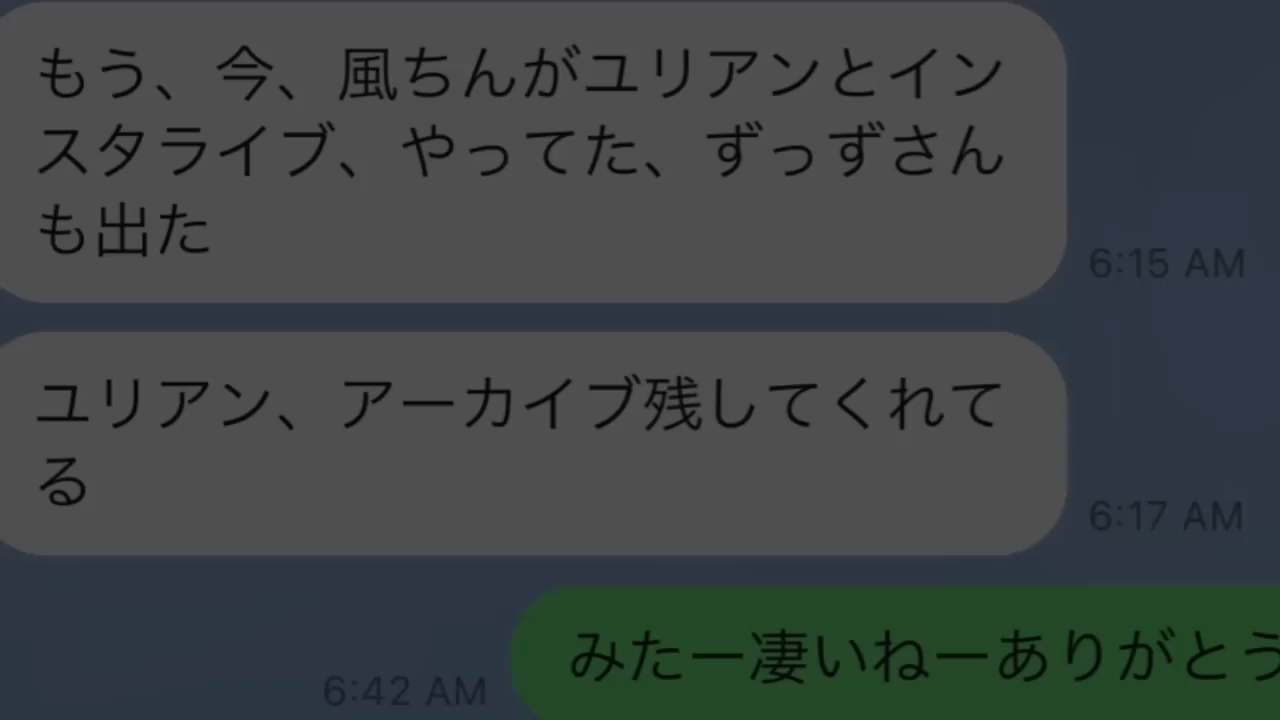 もう、今、風ちんがユリアンとイン
スタライブ、やってた、ずっずさん
も出た
6:15 AM
ユリアン、アーカイブ残してくれて
る
6:17 AM
みたー凄いねーありがとう
6:42 AM